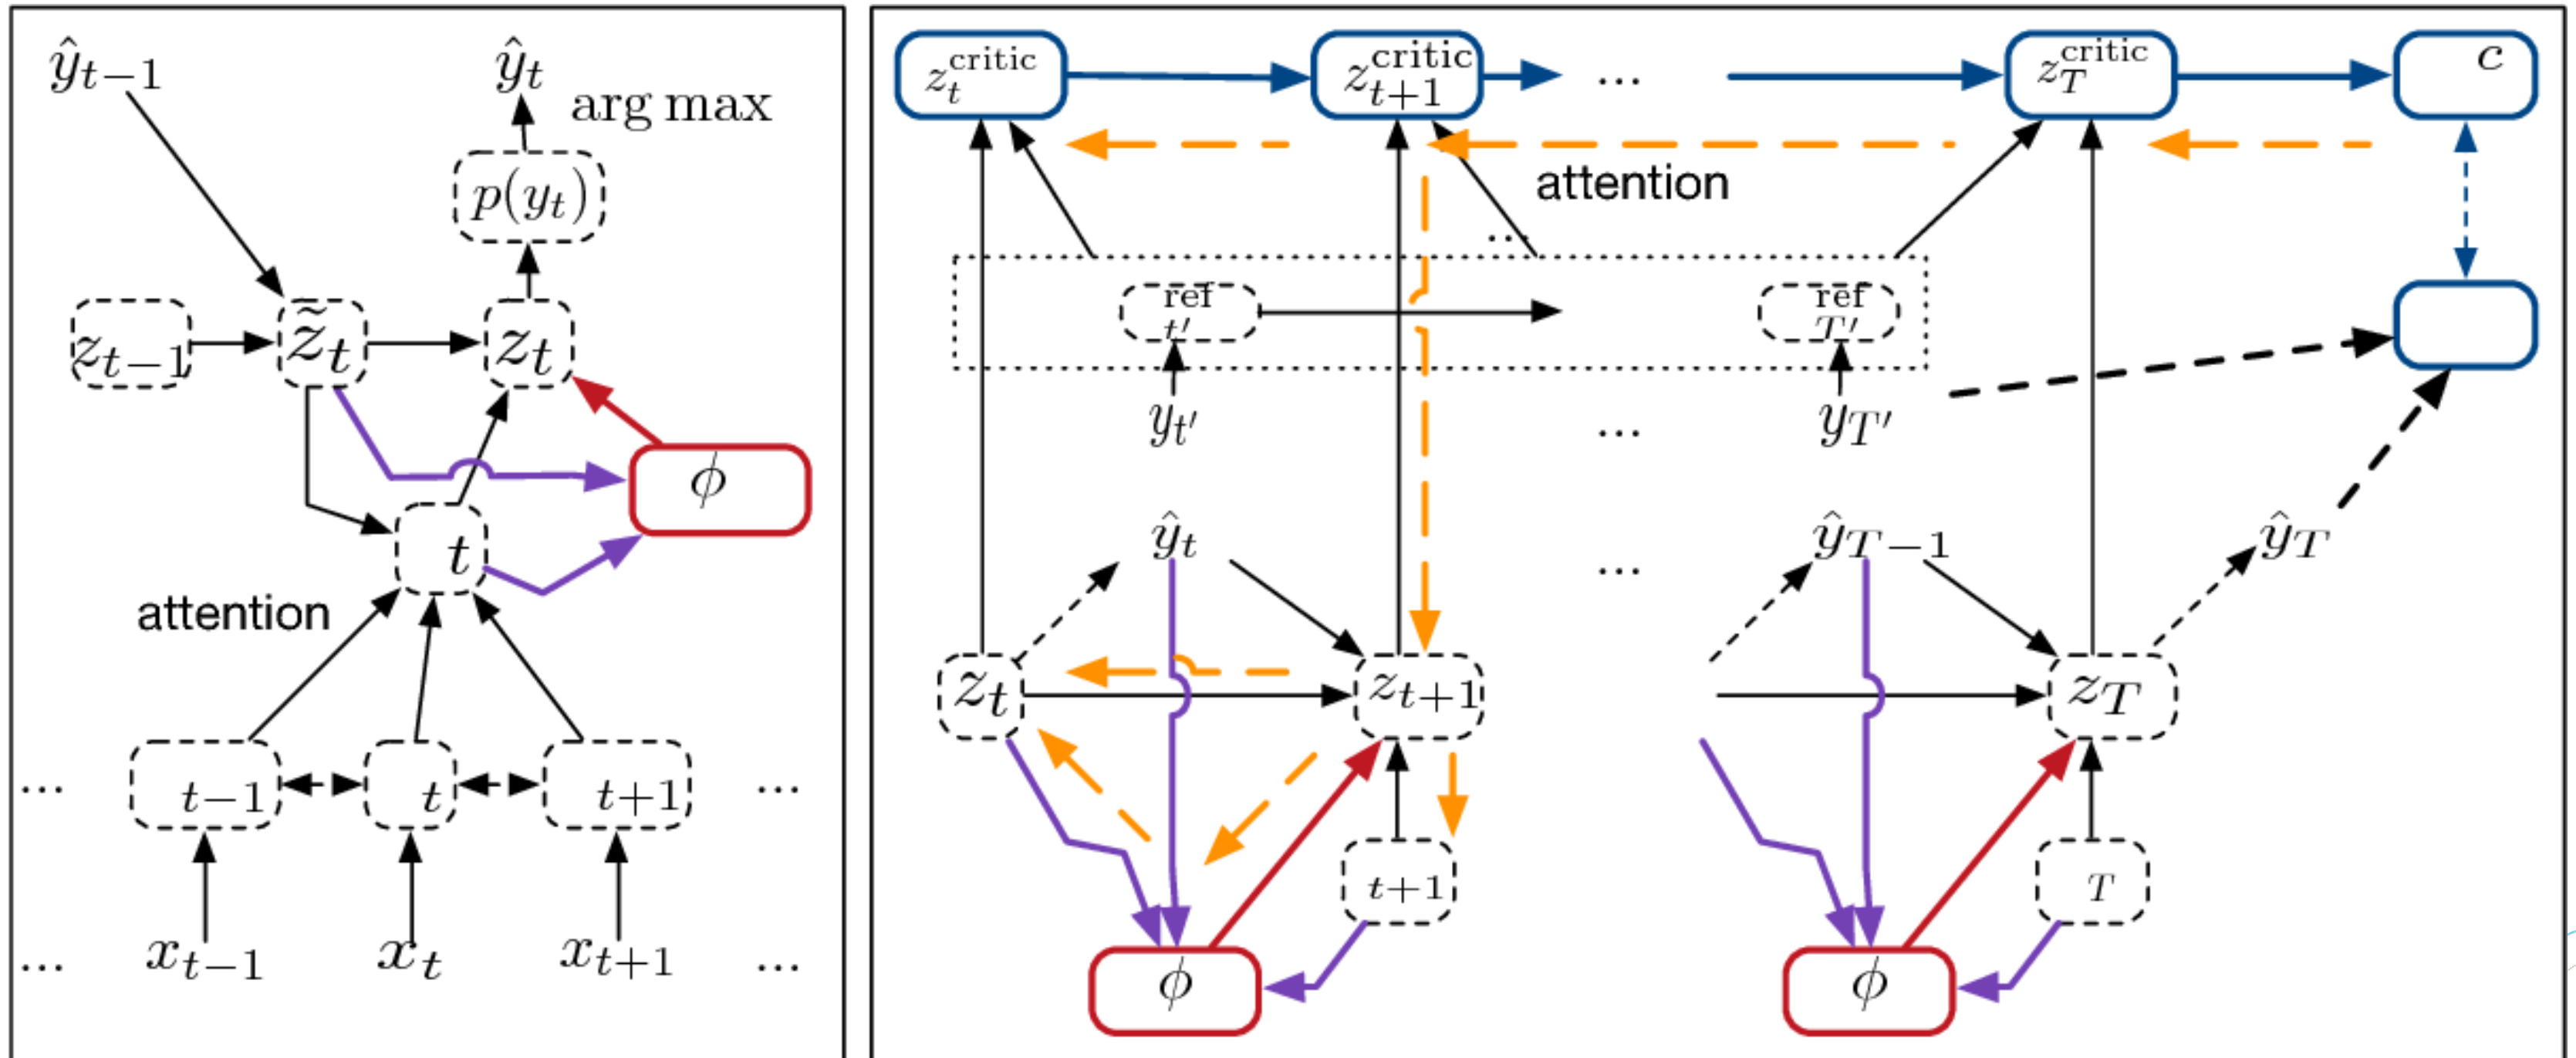 ŷ_{t−1}
ŷ_t
arg max
p(y_t)
z_{t−1}
z̃_t
z_t
ϕ
t
attention
...
t−1
t
t+1
...
...
x_{t−1}
x_t
x_{t+1}
...
z_t^{critic}
z_{t+1}^{critic}
...
z_T^{critic}
c
attention
...
ref
t′
ref
T′
y_{t′}
...
y_{T′}
ŷ_t
...
ŷ_{T−1}
ŷ_T
z_t
z_{t+1}
z_T
t+1
T
ϕ
ϕ